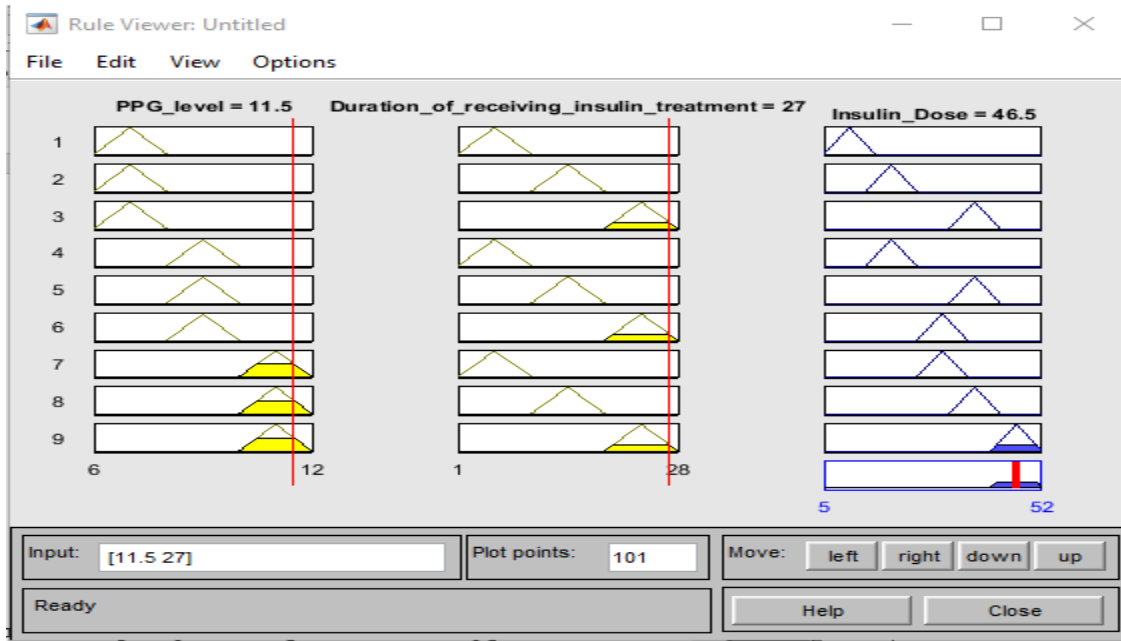 Rule Viewer: Untitled
File Edit View Options
PPG_level = 11.5 Duration_of_receiving_insulin_treatment = 27 Insulin_Dose = 46.5
1
2
3
4
5
6
7
8
9
6 12 1 28
5 52
Input: [11.5 27] Plot points: 101 Move: left right down up
Ready Help Close